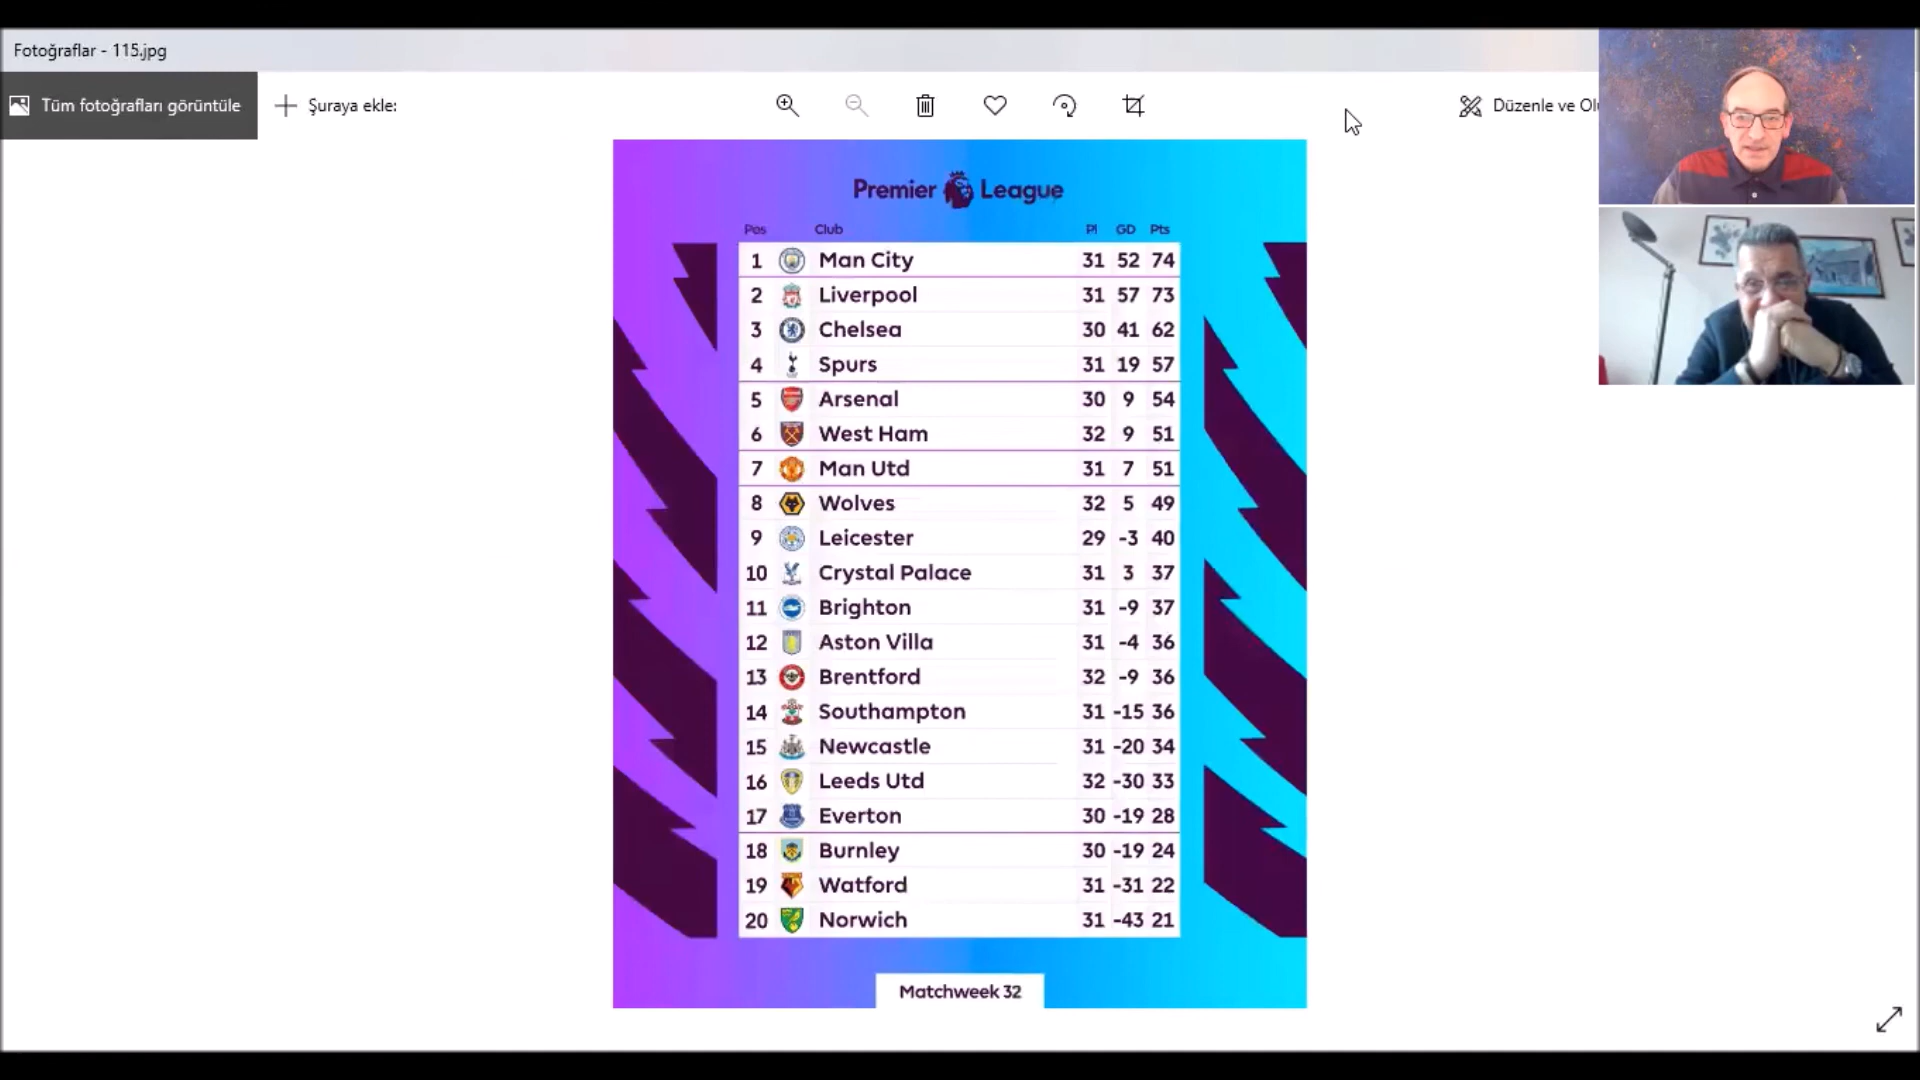 Fotoğraflar - 115.jpg
Tüm fotoğrafları görüntüle
Şuraya ekle:
Düzenle ve Olu
Premier League
Pos Club Pl GD Pts
1 Man City 31 52 74
2 Liverpool 31 57 73
3 Chelsea 30 41 62
4 Spurs 31 19 57
5 Arsenal 30 9 54
6 West Ham 32 9 51
7 Man Utd 31 7 51
8 Wolves 32 5 49
9 Leicester 29 -3 40
10 Crystal Palace 31 3 37
11 Brighton 31 -9 37
12 Aston Villa 31 -4 36
13 Brentford 32 -9 36
14 Southampton 31 -15 36
15 Newcastle 31 -20 34
16 Leeds Utd 32 -30 33
17 Everton 30 -19 28
18 Burnley 30 -19 24
19 Watford 31 -31 22
20 Norwich 31 -43 21
Matchweek 32